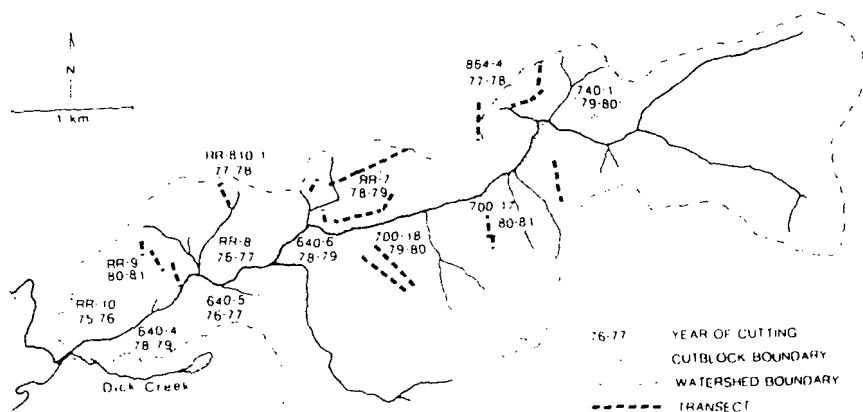 N
1 km
864-4
77-78
740-1
79-80
RR-810-1
77-78
RR-7
78-79
700-17
80-81
RR-8
76-77
640-6
78-79
700-18
79-80
RR-9
80-81
RR-10
75-76
640-5
76-77
640-4
78-79
Dick Creek
76-77 YEAR OF CUTTING
CUTBLOCK BOUNDARY
WATERSHED BOUNDARY
TRANSECT